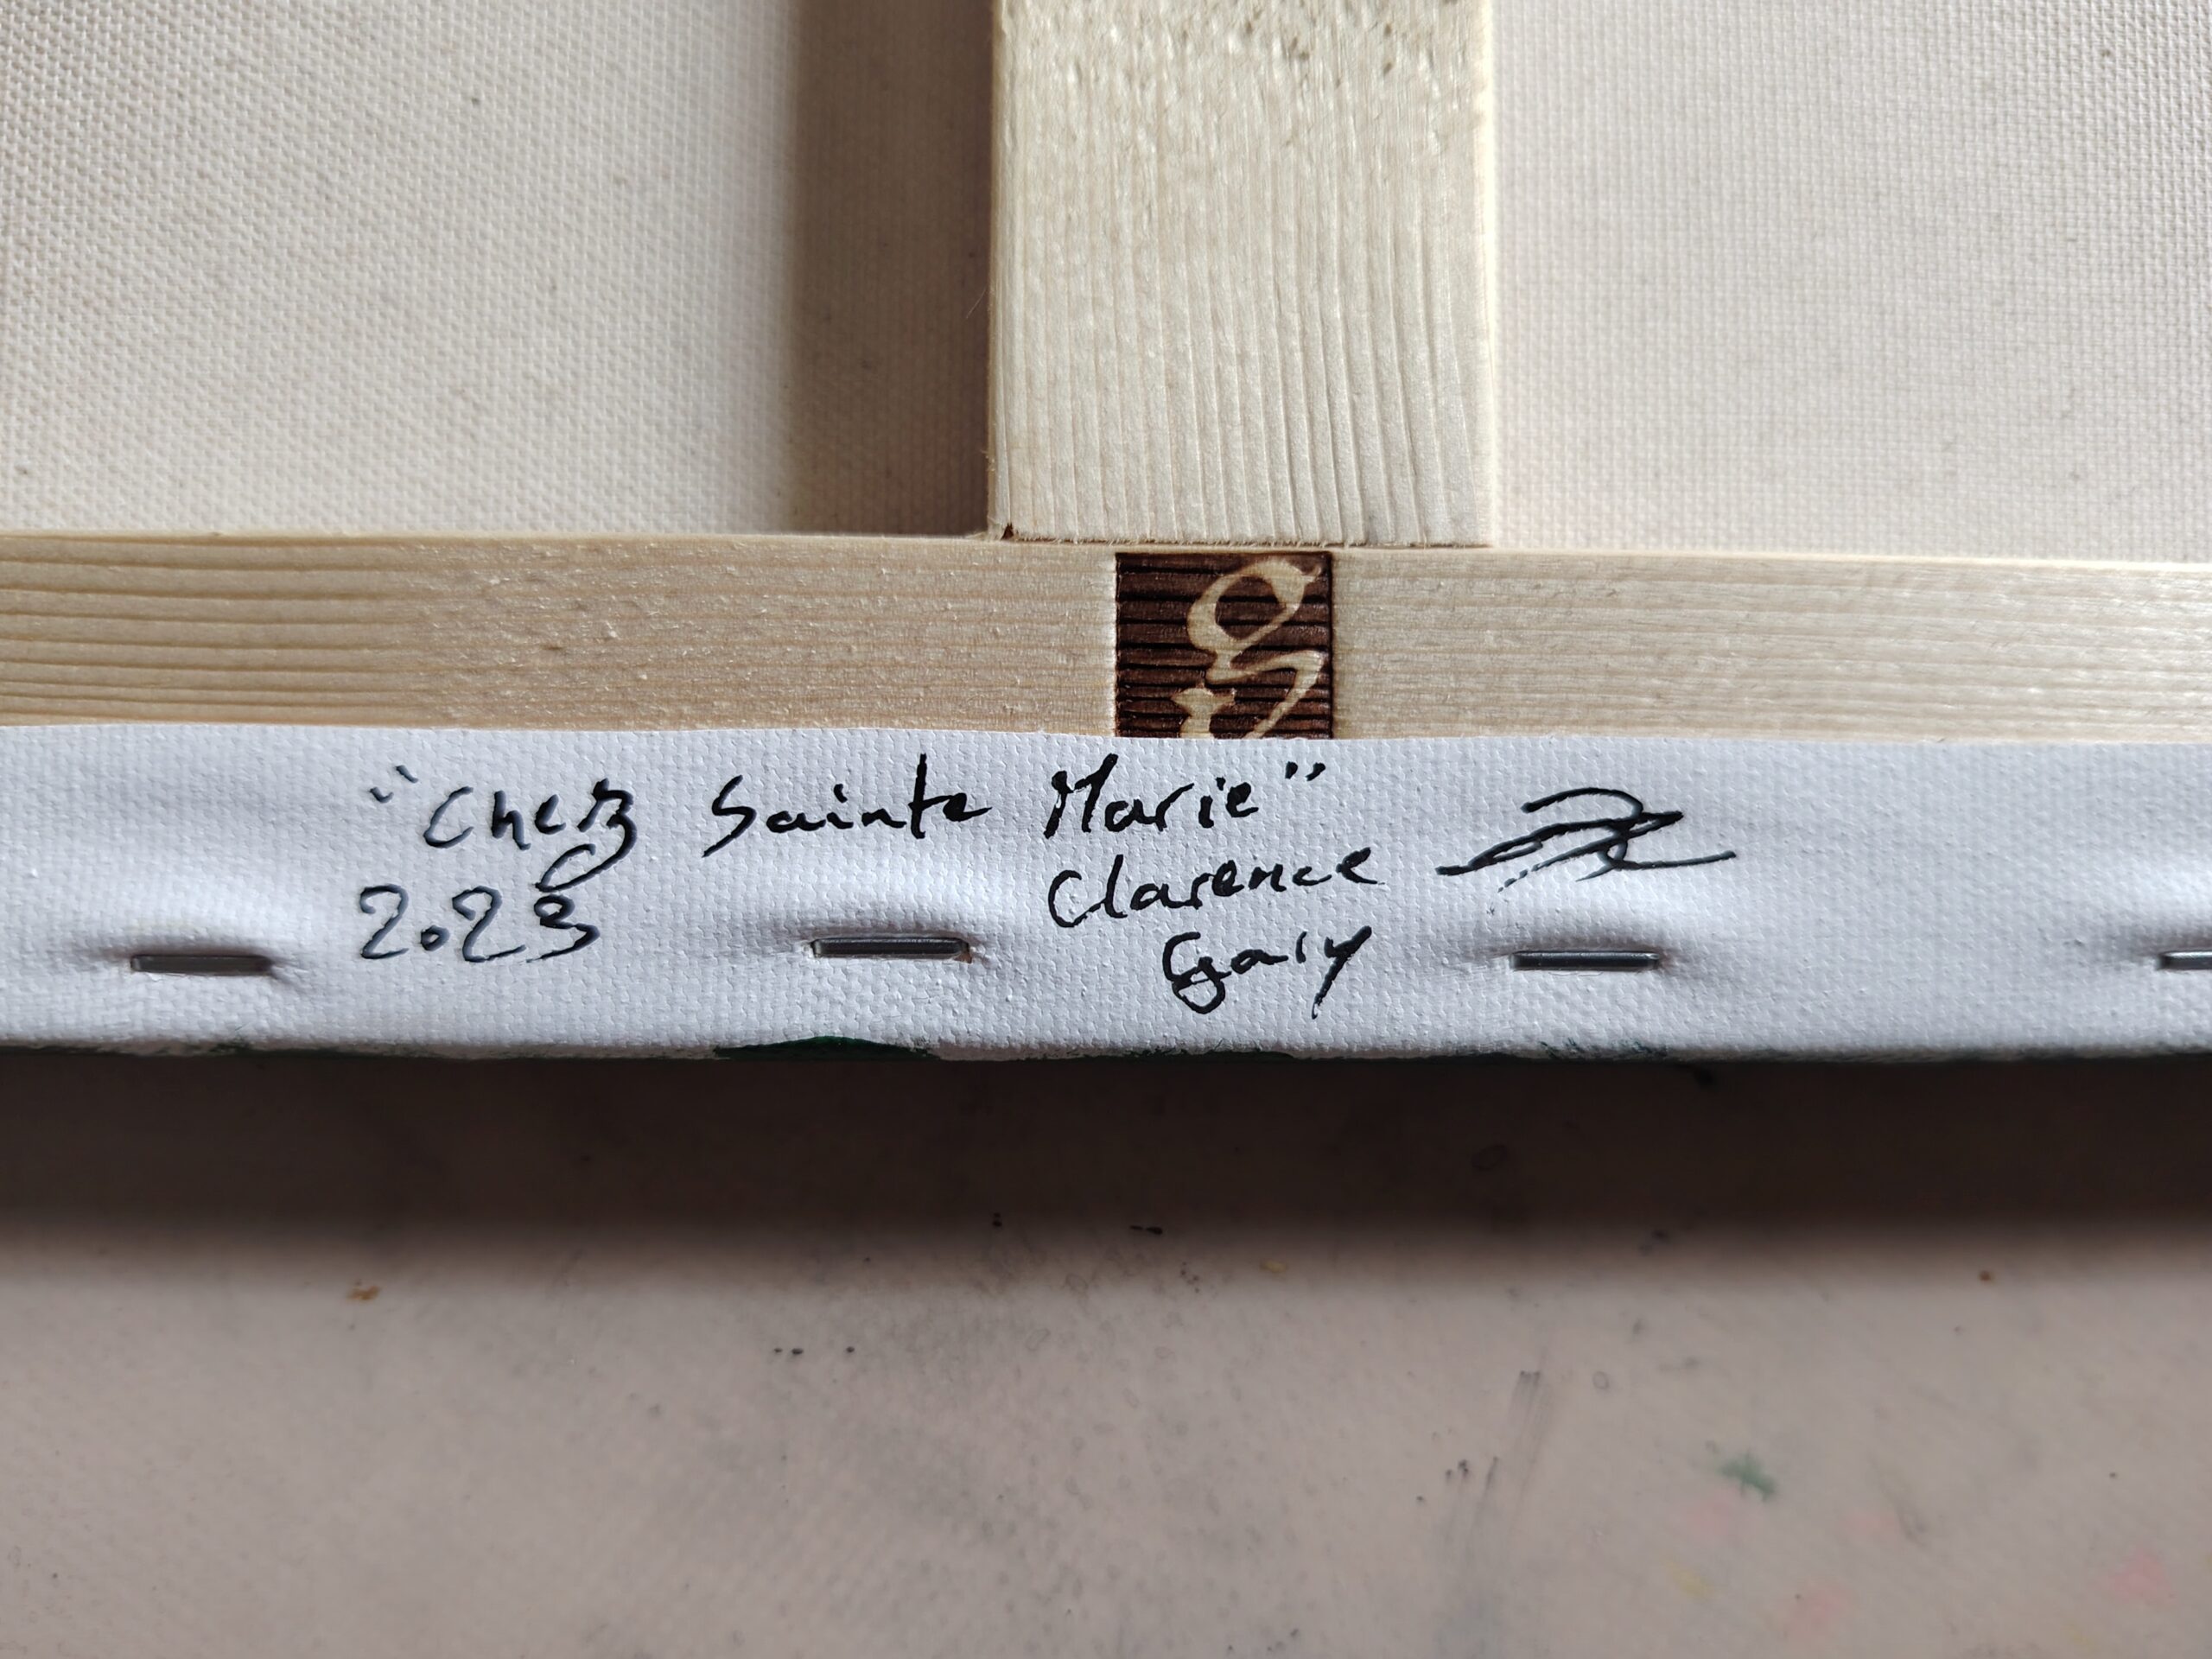 "Chez Sainte Marie"
2023 Clarence
Gaiy